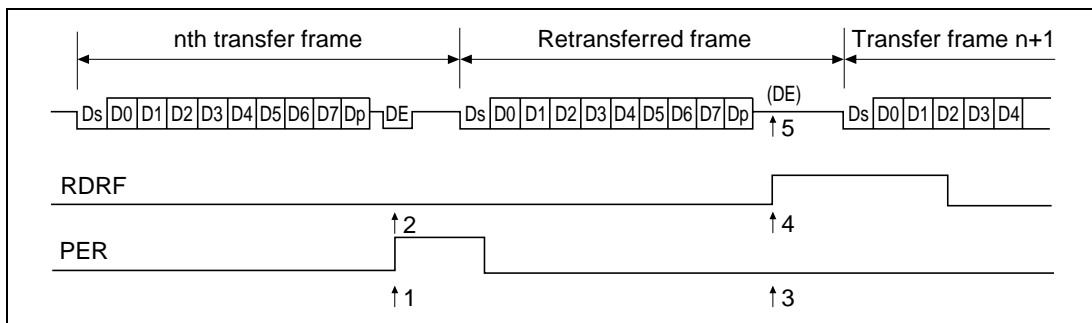 nth transfer frame Retransferred frame Transfer frame n+1
(DE)
Ds D0 D1 D2 D3 D4 D5 D6 D7 Dp DE Ds D0 D1 D2 D3 D4 D5 D6 D7 Dp Ds D0 D1 D2 D3 D4
5
RDRF
2 4
PER
1 3